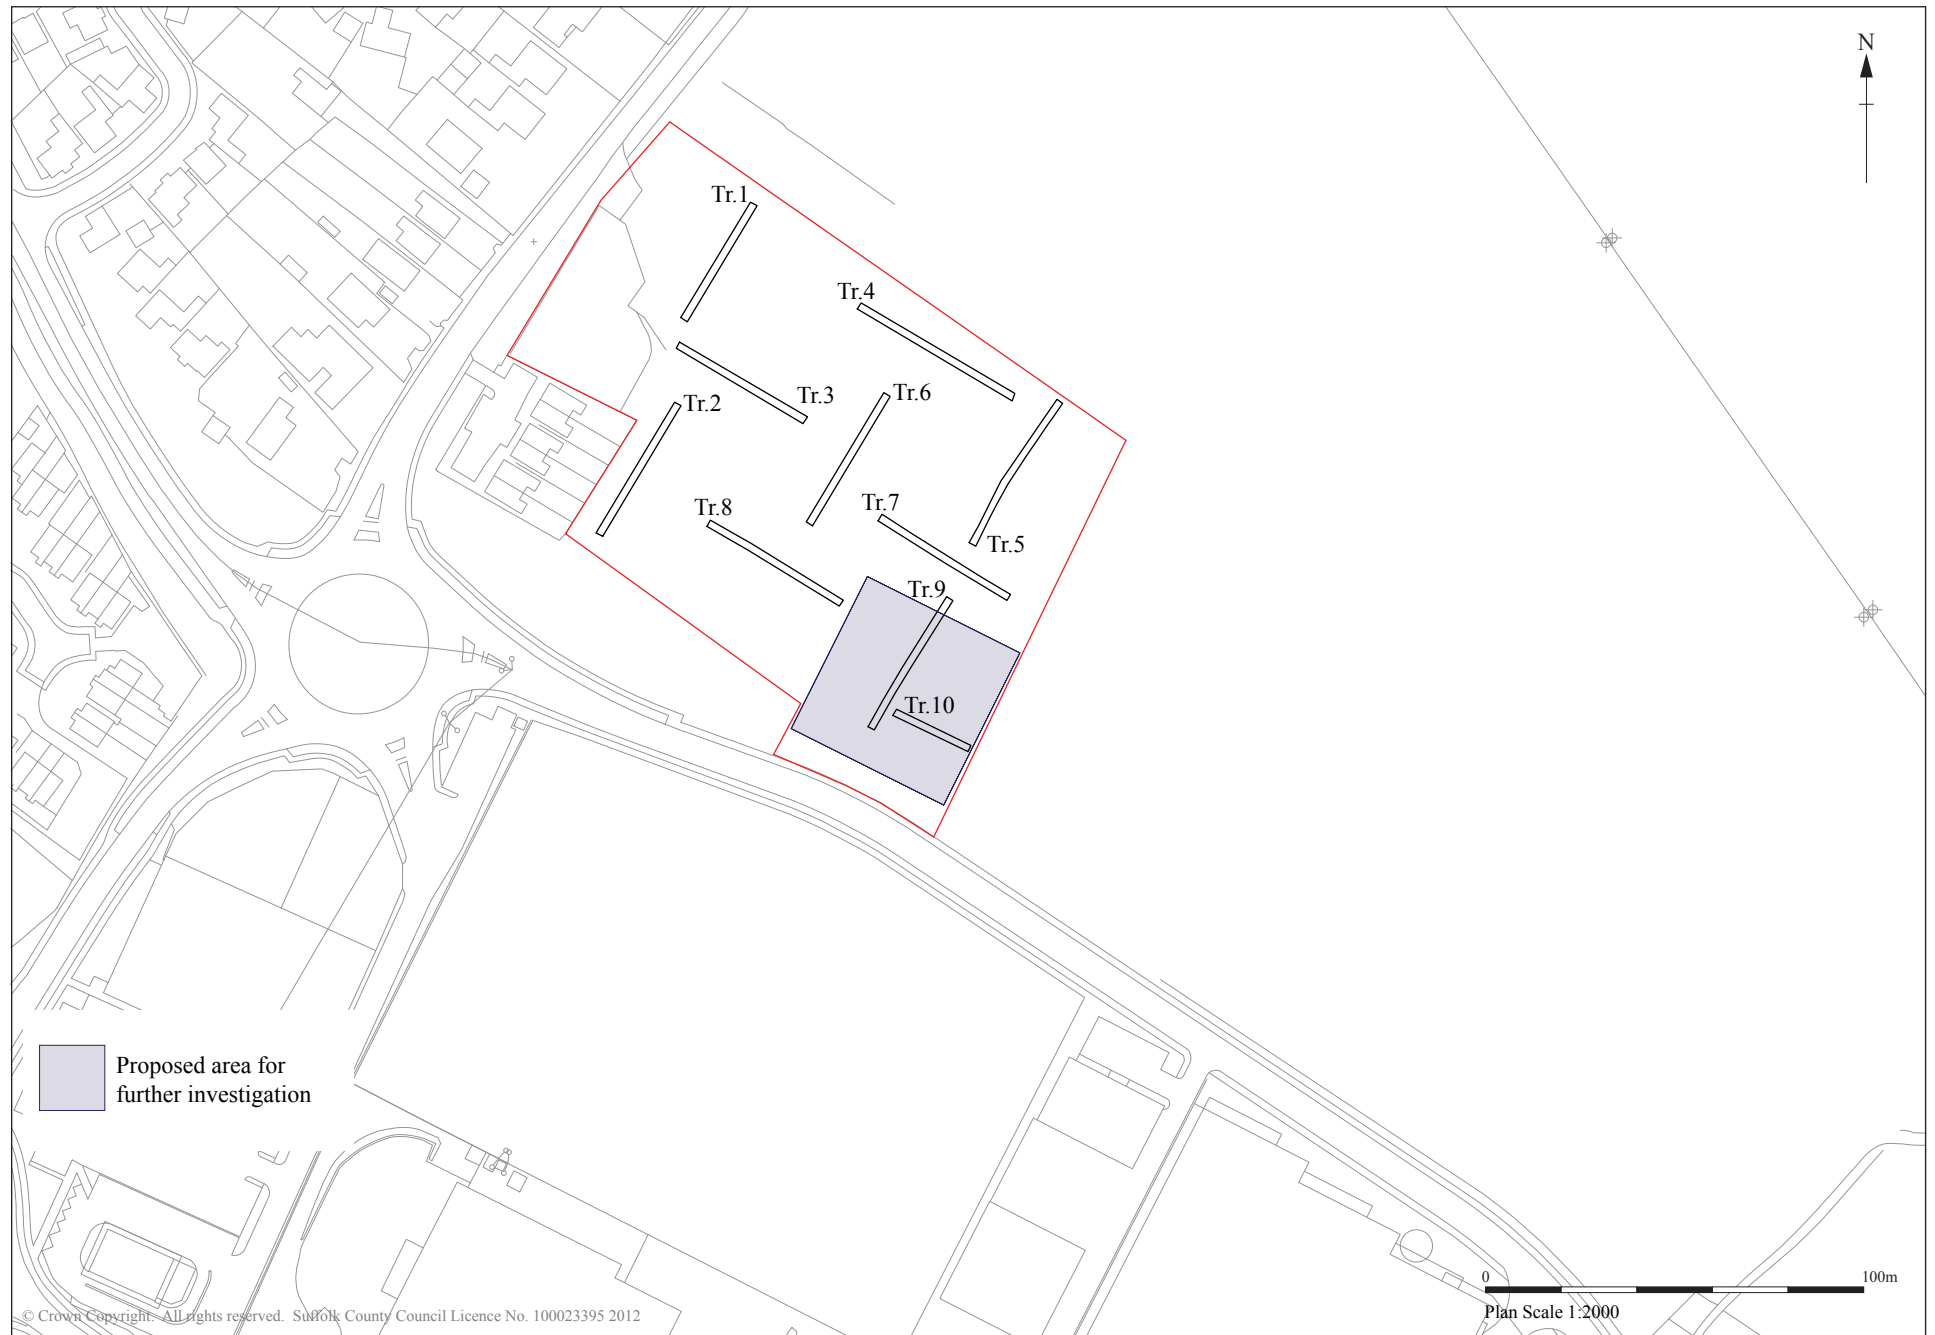 N
Tr.1
Tr.4
Tr.3
Tr.6
Tr.2
Tr.8
Tr.7
Tr.5
Tr.9
Tr.10
Proposed area for
further investigation
0
100m
Plan Scale 1:2000
© Crown Copyright. All rights reserved. Suffolk County Council Licence No. 100023395 2012